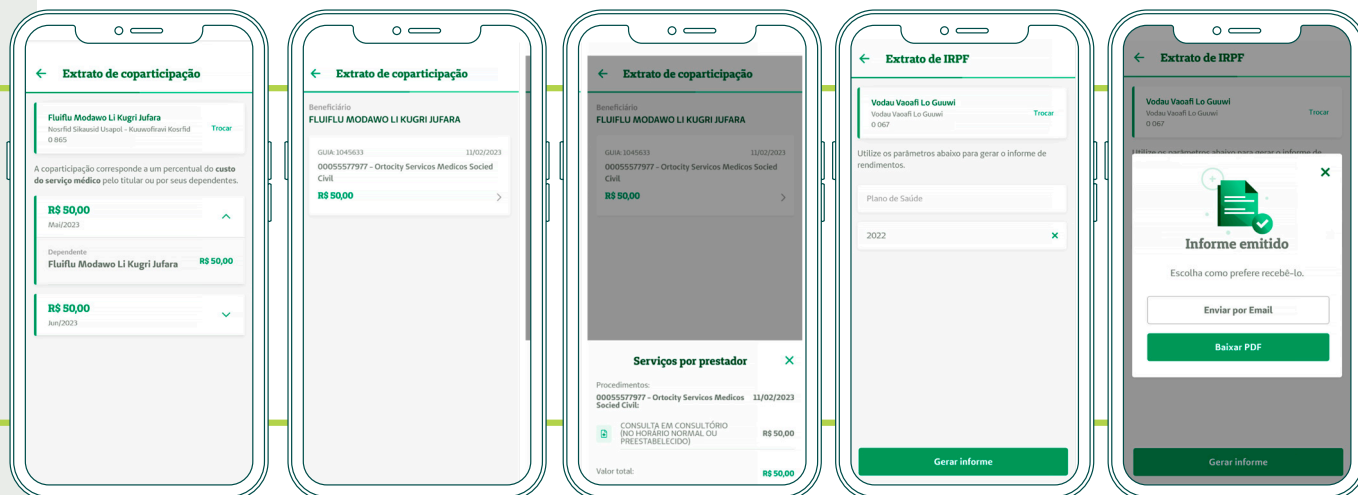 Extrato de coparticipação
Fluiflu Modawo Li Kugri Jufara
Nosrfid Sikausid Usapol - Kuuwofiravi Kosrfid
0 865
Trocar
A coparticipação corresponde a um percentual do custo
do serviço médico pelo titular ou por seus dependentes.
R$ 50,00
Mai/2023
Dependente
Fluiflu Modawo Li Kugri Jufara R$ 50,00
R$ 50,00
Jun/2023
Extrato de coparticipação
Beneficiário
FLUIFLU MODAWO LI KUGRI JUFARA
GUIA: 1045633 11/02/2023
00055577977 - Ortocity Servicos Medicos Socied
Civil
R$ 50,00
Extrato de coparticipação
Beneficiário
FLUIFLU MODAWO LI KUGRI JUFARA
GUIA: 1045633 11/02/2023
00055577977 - Ortocity Servicos Medicos Socied
Civil
R$ 50,00
Serviços por prestador
Procedimentos:
00055577977 - Ortocity Servicos Medicos 11/02/2023
Socied Civil:
CONSULTA EM CONSULTÓRIO
(NO HORÁRIO NORMAL OU R$ 50,00
PREESTABELECIDO)
Valor total: R$ 50,00
Extrato de IRPF
Vodau Vaoafi Lo Guuwi
Vodau Vaoafi Lo Guuwi
0 067
Trocar
Utilize os parâmetros abaixo para gerar o informe de
rendimentos.
Plano de Saúde
2022
Gerar informe
Extrato de IRPF
Vodau Vaoafi Lo Guuwi
Vodau Vaoafi Lo Guuwi
0 067
Trocar
Utilize os parâmetros abaixo para gerar o informe de
Informe emitido
Escolha como prefere recebê-lo.
Enviar por Email
Baixar PDF
Gerar informe